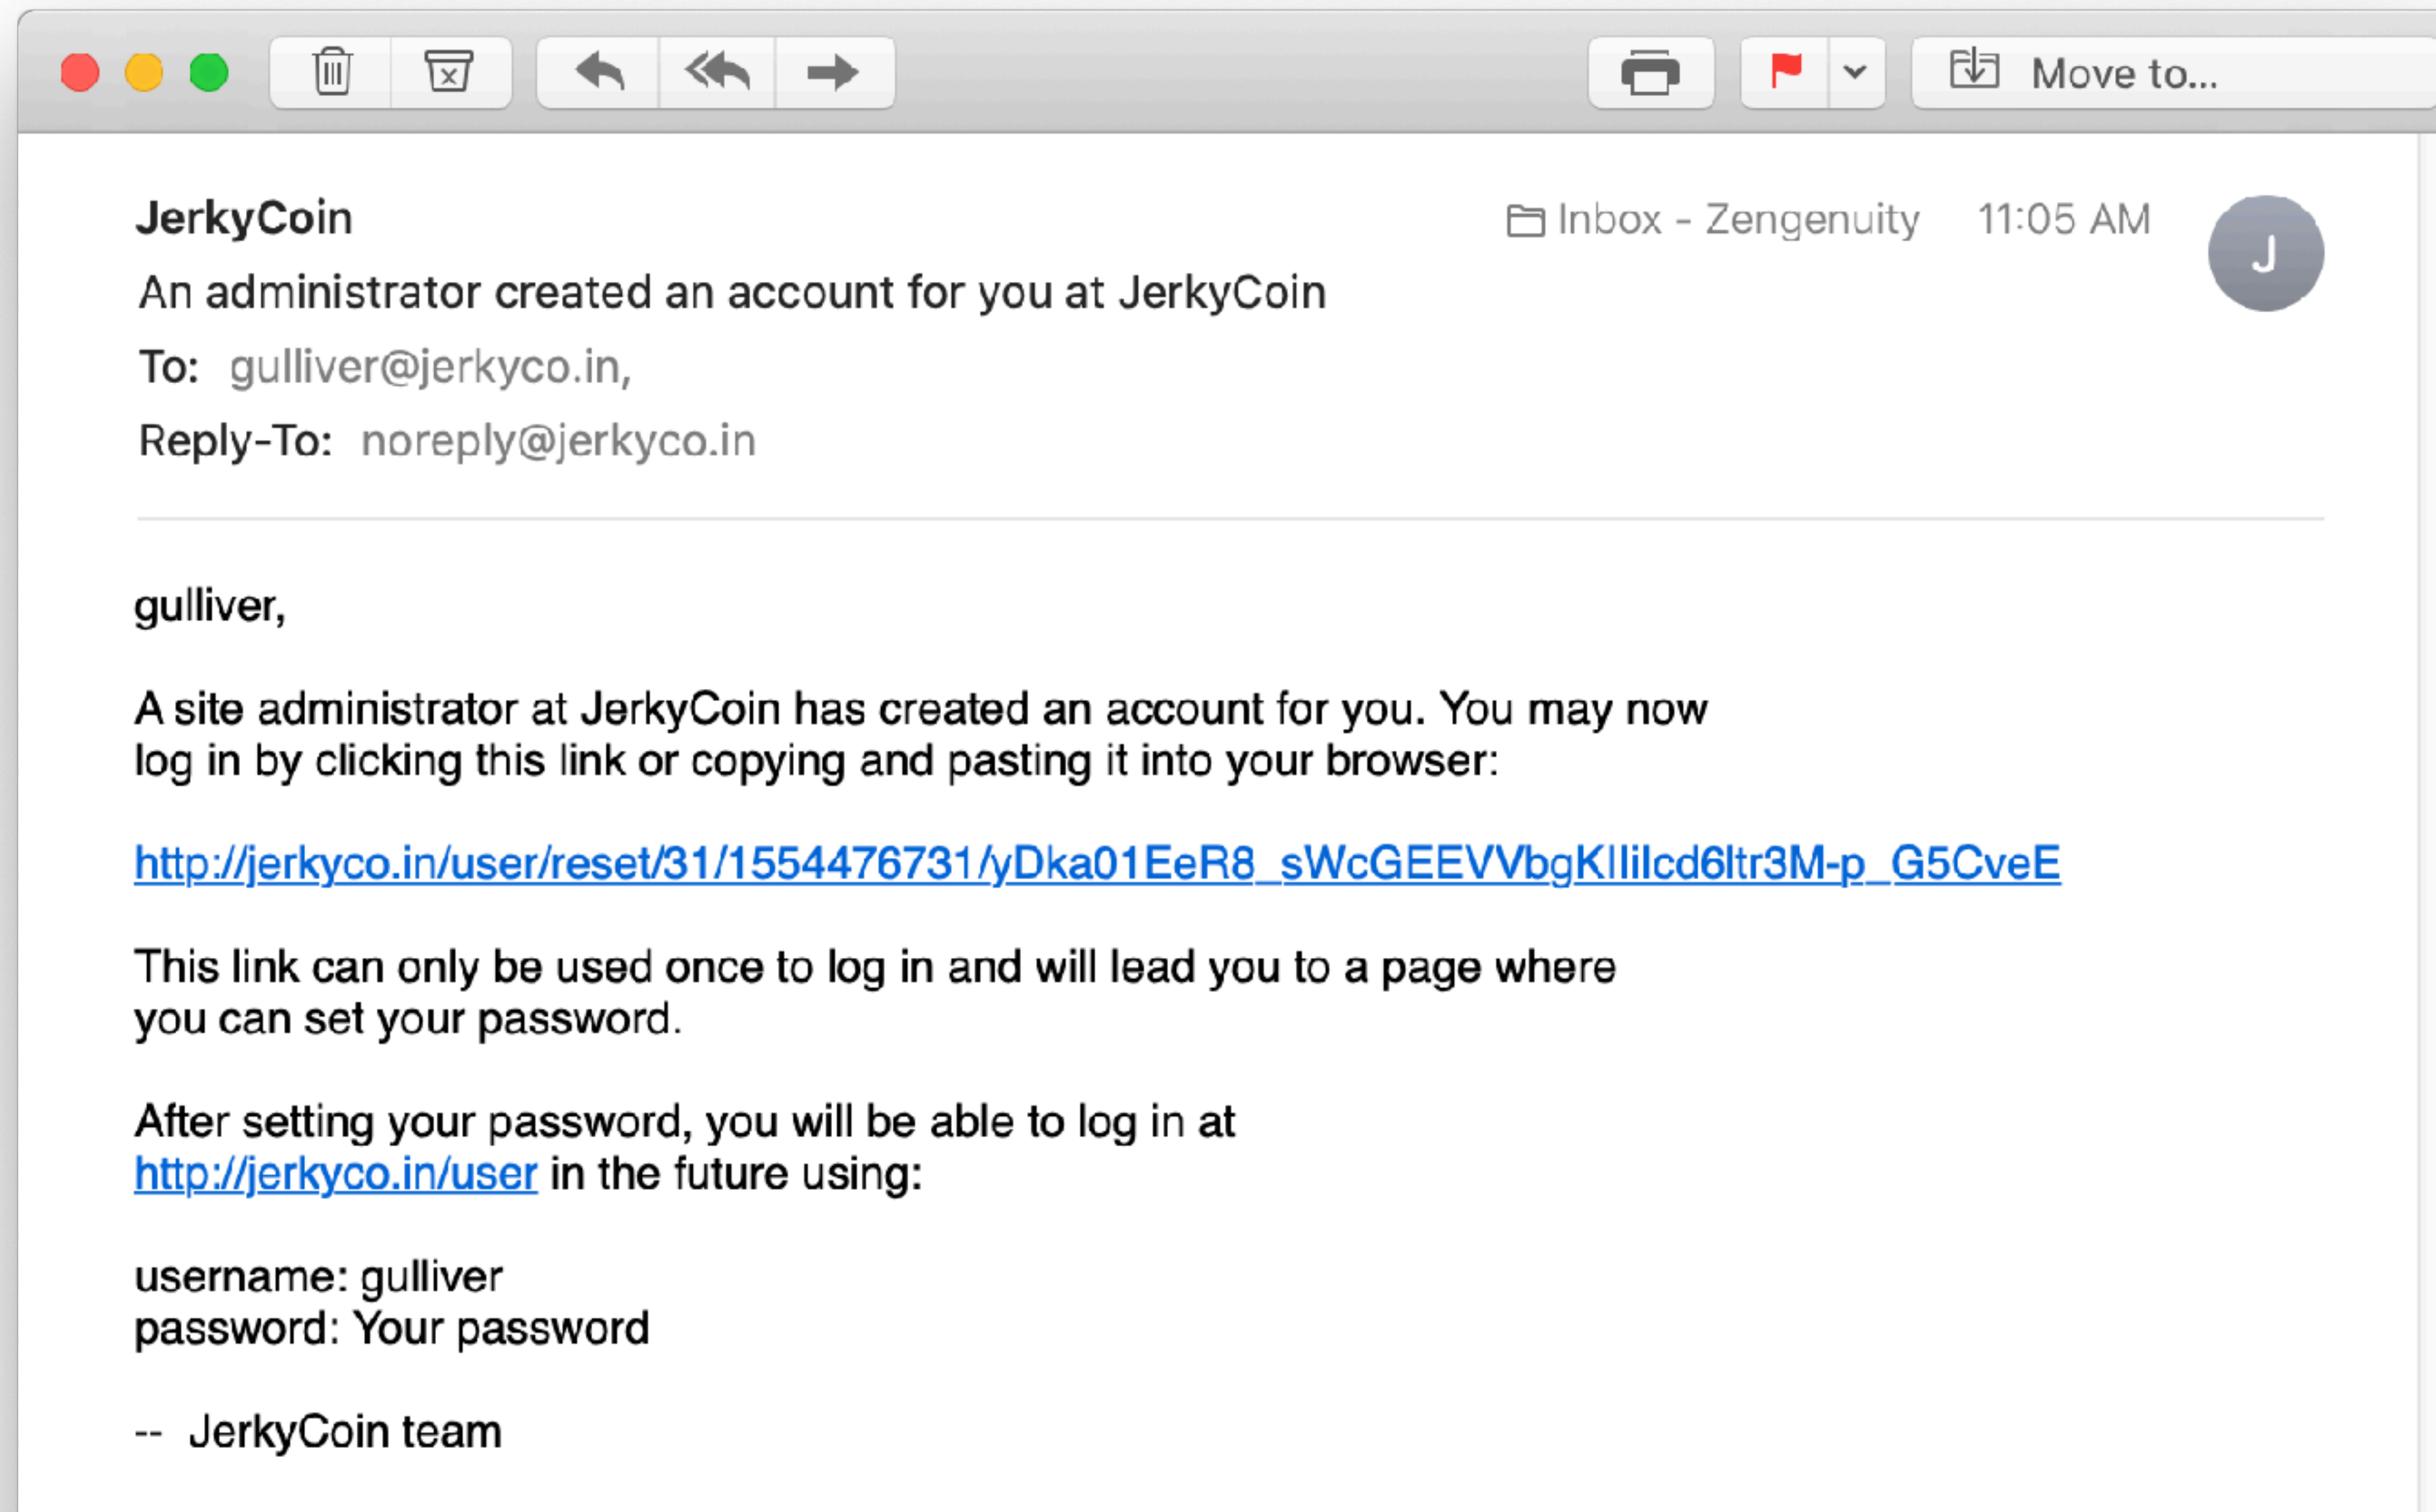 Move to...
JerkyCoin
Inbox - Zengenuity 11:05 AM
J
An administrator created an account for you at JerkyCoin
To: gulliver@jerkyco.in,
Reply-To: noreply@jerkyco.in
gulliver,
A site administrator at JerkyCoin has created an account for you. You may now
log in by clicking this link or copying and pasting it into your browser:
http://jerkyco.in/user/reset/31/1554476731/yDka01EeR8_sWcGEEVVbgKIlilcd6ltr3M-p_G5CveE
This link can only be used once to log in and will lead you to a page where
you can set your password.
After setting your password, you will be able to log in at
http://jerkyco.in/user in the future using:
username: gulliver
password: Your password
-- JerkyCoin team